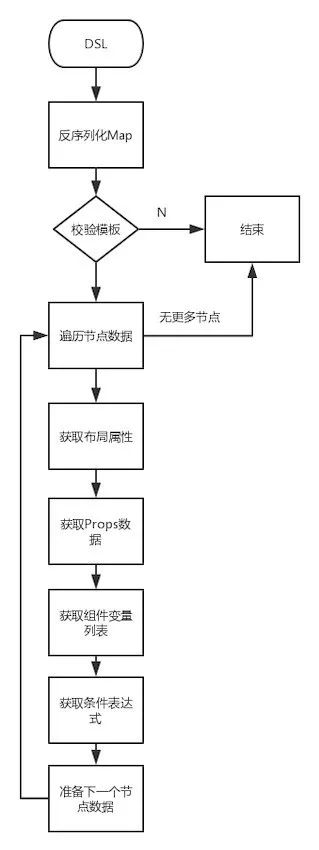 DSL
反序列化Map
校验模板
N
结束
遍历节点数据
无更多节点
获取布局属性
获取Props数
据
获取组件变量
列表
获取条件表达
式
准备下一个节
点数据